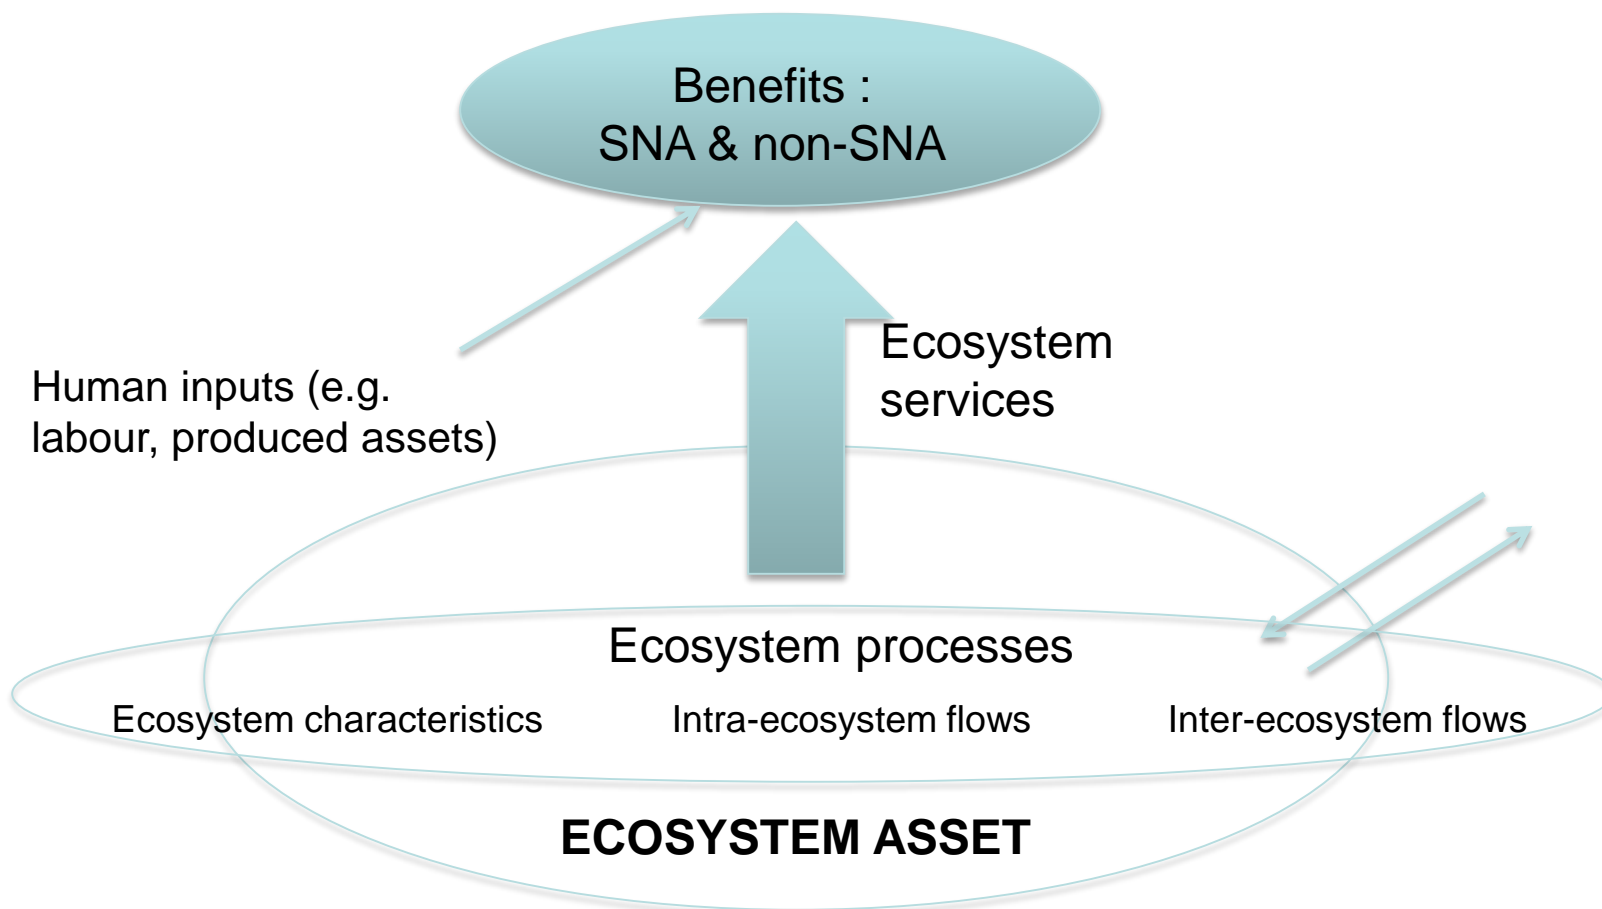 Benefits :
SNA & non-SNA
Ecosystem
services
Human inputs (e.g.
labour, produced assets)
Ecosystem processes
Ecosystem characteristics
Intra-ecosystem flows
Inter-ecosystem flows
ECOSYSTEM ASSET